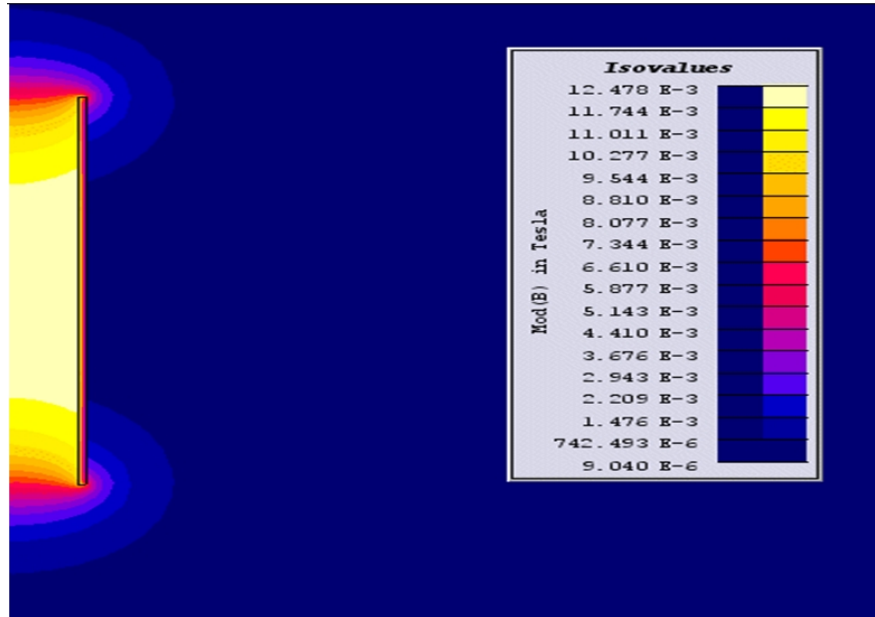 Isovalues
12.478 E-3
11.744 E-3
11.011 E-3
10.277 E-3
9.544 E-3
8.810 E-3
8.077 E-3
7.344 E-3
6.610 E-3
5.877 E-3
5.143 E-3
4.410 E-3
3.676 E-3
2.943 E-3
2.209 E-3
1.476 E-3
742.493 E-6
9.040 E-6
Mod(B) in Tesla